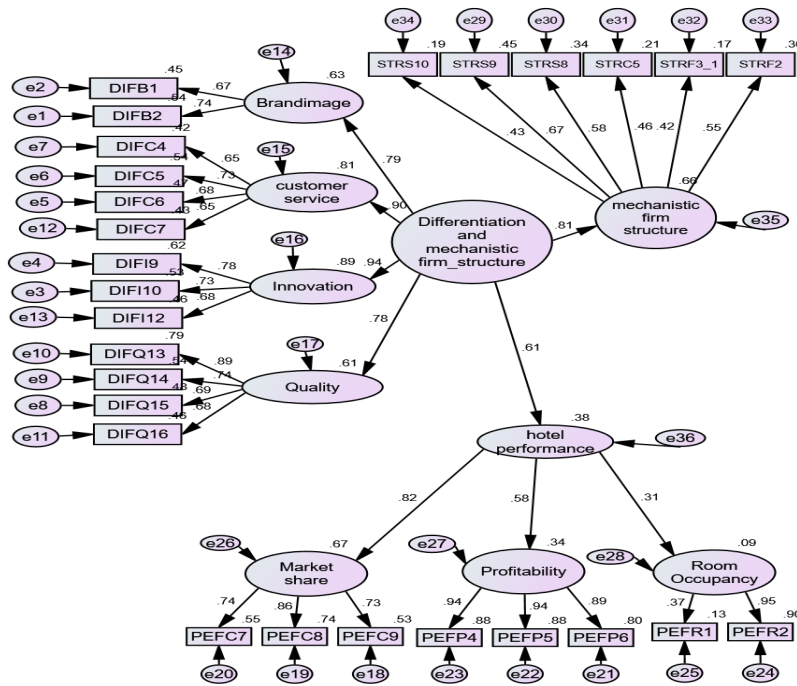 e34 e29 e30 e31 e32 e33
.19 .45 .34 .21 .17 .30
STRS10 STRS9 STRS8 STRC5 STRF3_1 STRF2
.43 .67 .58 .46 .42 .55
.66
mechanistic
firm
structure
e35
.81
e14
.63
Brandimage
.79
e2 DIFB1 .45 .67
e1 DIFB2 .54 .74
e15
.81
customer
service
.90
e7 DIFC4 .42 .65
e6 DIFC5 .54 .73
e5 DIFC6 .47 .68
e12 DIFC7 .43 .65
Differentiation
and
mechanistic
firm_structure
e16
.89 .94
Innovation
e4 DIFI9 .62 .78
e3 DIFI10 .53 .73
e13 DIFI12 .46 .68
.78
e17
.61
Quality
e10 DIFQ13 .79 .89
e9 DIFQ14 .54 .74
e8 DIFQ15 .48 .69
e11 DIFQ16 .46 .68
.61
.38
hotel
performance
e36
.82 .58 .31
e26 .67
Market
share
e27 .34
Profitability
e28 .09
Room
Occupancy
.74 .86 .73 .94 .94 .89 .37 .95
.55 .74 .53 .88 .88 .80 .13 .90
PEFC7 PEFC8 PEFC9 PEFP4 PEFP5 PEFP6 PEFR1 PEFR2
e20 e19 e18 e23 e22 e21 e25 e24